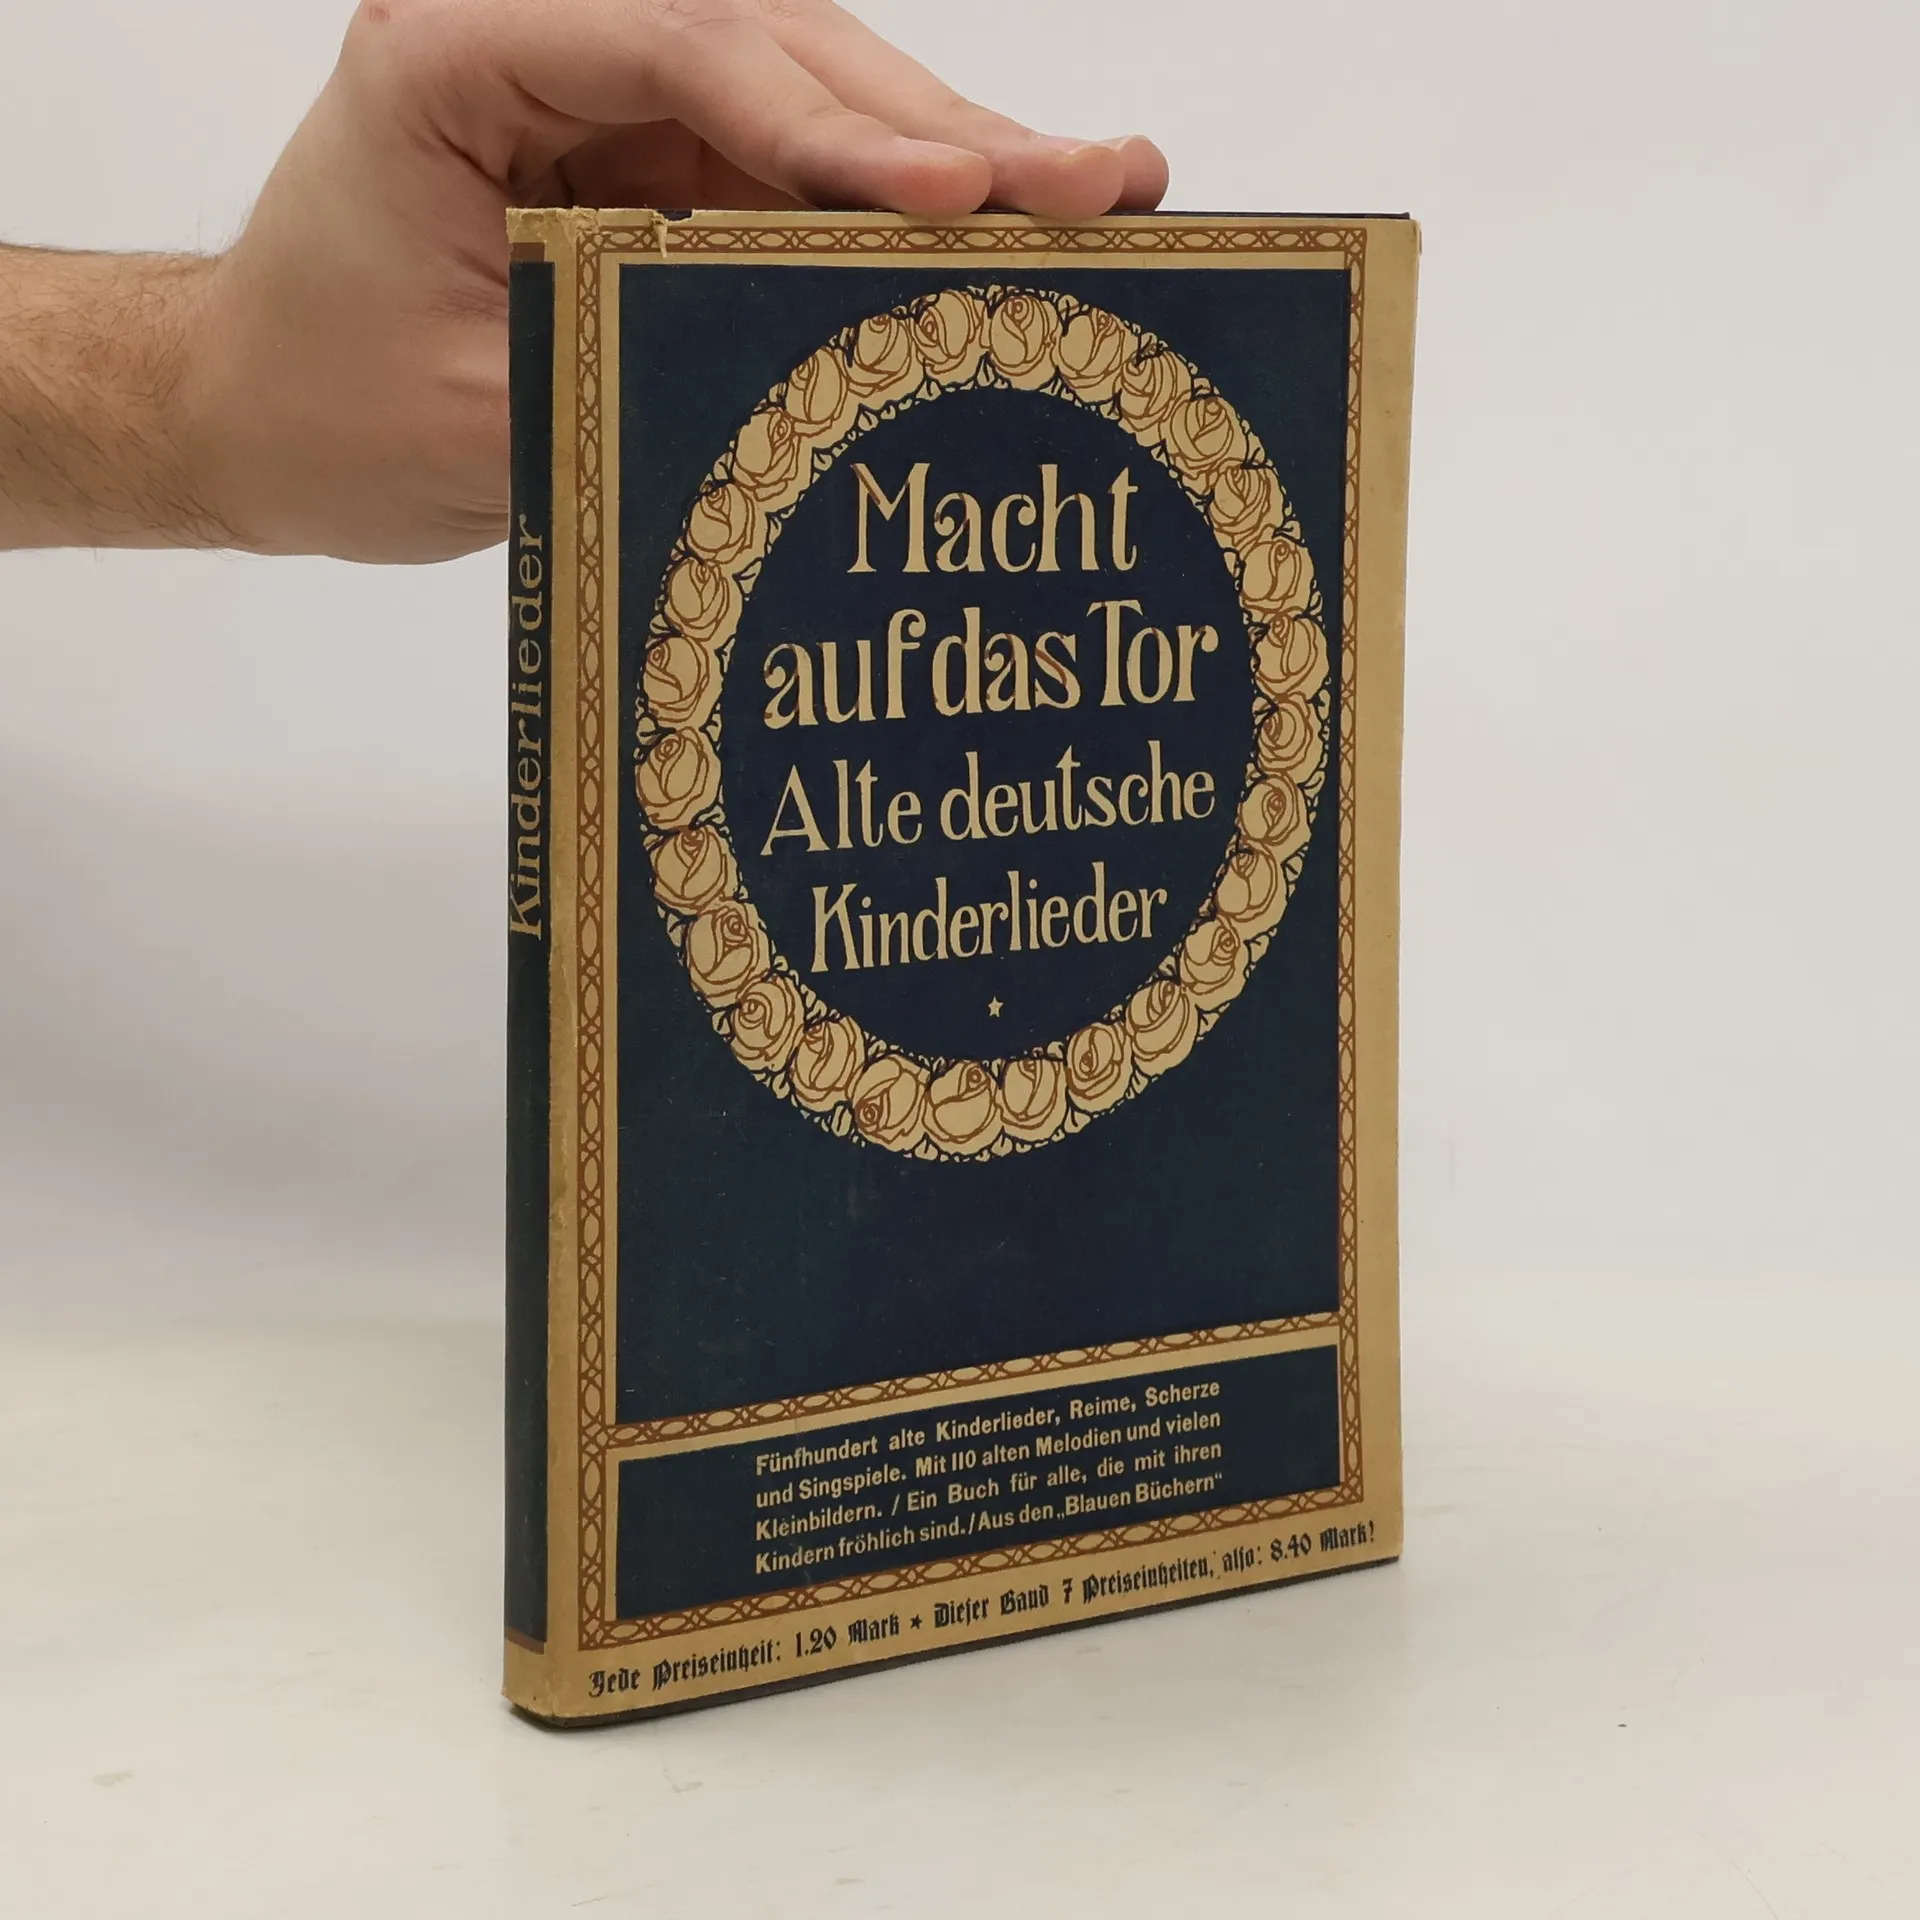 Kinderlieder
Macht
auf das Tor
Alte deutsche
Kinderlieder
Fünfhundert alte Kinderlieder, Reime, Scherze
und Singspiele. Mit 110 alten Melodien und vielen
Kleinbildern. / Ein Buch für alle, die mit ihren
Kindern fröhlich sind. / Aus den „Blauen Büchern“
Jede Preiseinheit: 1.20 Mark ★ Dieſer Band 7 Preiseinheiten, alſo: 8.40 Mark!